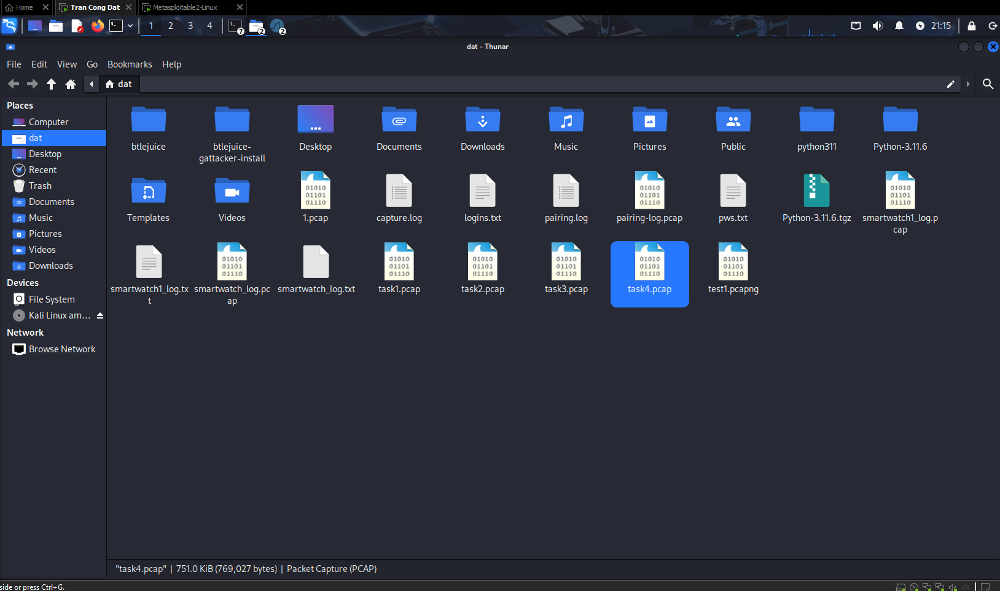 Home
Tran Cong Dat
Metasploitable2-Linux
1 2 3 4
7
2
2
21:15
dat - Thunar
File Edit View Go Bookmarks Help
dat
Places
Computer
dat
Desktop
Recent
Trash
Documents
Music
Pictures
Videos
Downloads
Devices
File System
Kali Linux am...
Network
Browse Network
btlejuice
btlejuice-
gattacker-install
Desktop
Documents
Downloads
Music
Pictures
Public
python311
Python-3.11.6
Templates
Videos
01010
01101
01110
1.pcap
capture.log
logins.txt
pairing.log
01010
01101
01110
pairing-log.pcap
pws.txt
Python-3.11.6.tgz
01010
01101
01110
smartwatch1_log.p
cap
smartwatch1_log.tx
t
01010
01101
01110
smartwatch_log.pc
ap
smartwatch_log.txt
01010
01101
01110
task1.pcap
01010
01101
01110
task2.pcap
01010
01101
01110
task3.pcap
01010
01101
01110
task4.pcap
01010
01101
01110
test1.pcapng
"task4.pcap" | 751.0 KiB (769,027 bytes) | Packet Capture (PCAP)
side or press Ctrl+G.